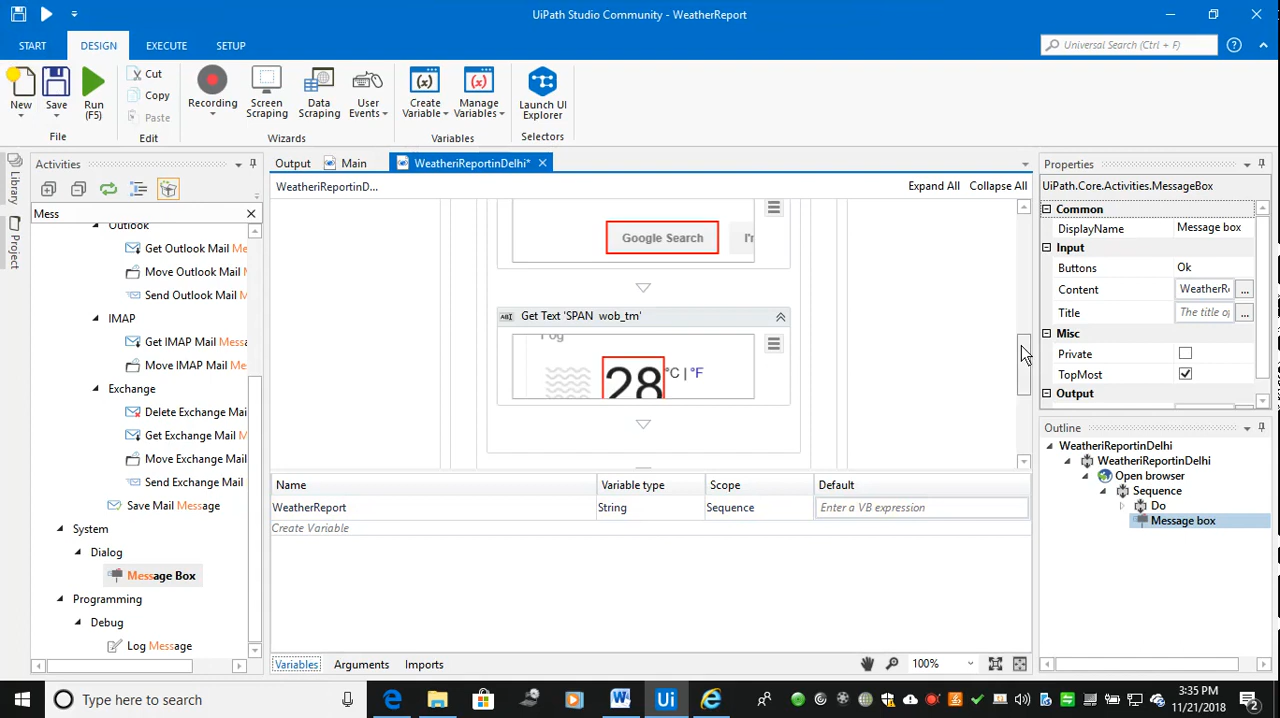 UiPath Studio Community - WeatherReport
START
DESIGN
EXECUTE
SETUP
Universal Search (Ctrl + F)
New
Save
Run
(F5)
Cut
Copy
Paste
Recording
Screen
Scraping
Data
Scraping
User
Events
Create
Variable
Manage
Variables
Launch UI
Explorer
File
Edit
Wizards
Variables
Selectors
Library
Project
Activities
Mess
Outlook
Get Outlook Mail Me
Move Outlook Mail
Send Outlook Mail M
IMAP
Get IMAP Mail Mess
Move IMAP Mail
Exchange
Delete Exchange Mai
Get Exchange Mail M
Move Exchange Mail
Send Exchange Mail
Save Mail Message
System
Dialog
Message Box
Programming
Debug
Log Message
Output
Main
WeatheriReportinDelhi*
WeatheriReportinD...
Expand All
Collapse All
Google Search
I'r
Get Text 'SPAN wob_tm'
Fog
28
°C | °F
Name
Variable type
Scope
Default
WeatherReport
String
Sequence
Enter a VB expression
Create Variable
Variables
Arguments
Imports
100%
Properties
UiPath.Core.Activities.MessageBox
Common
DisplayName
Message box
Input
Buttons
Ok
Content
WeatherR
...
Title
The title o
...
Misc
Private
TopMost
Output
Outline
WeatheriReportinDelhi
WeatheriReportinDelhi
Open browser
Sequence
Do
Message box
Type here to search
3:35 PM
11/21/2018
2